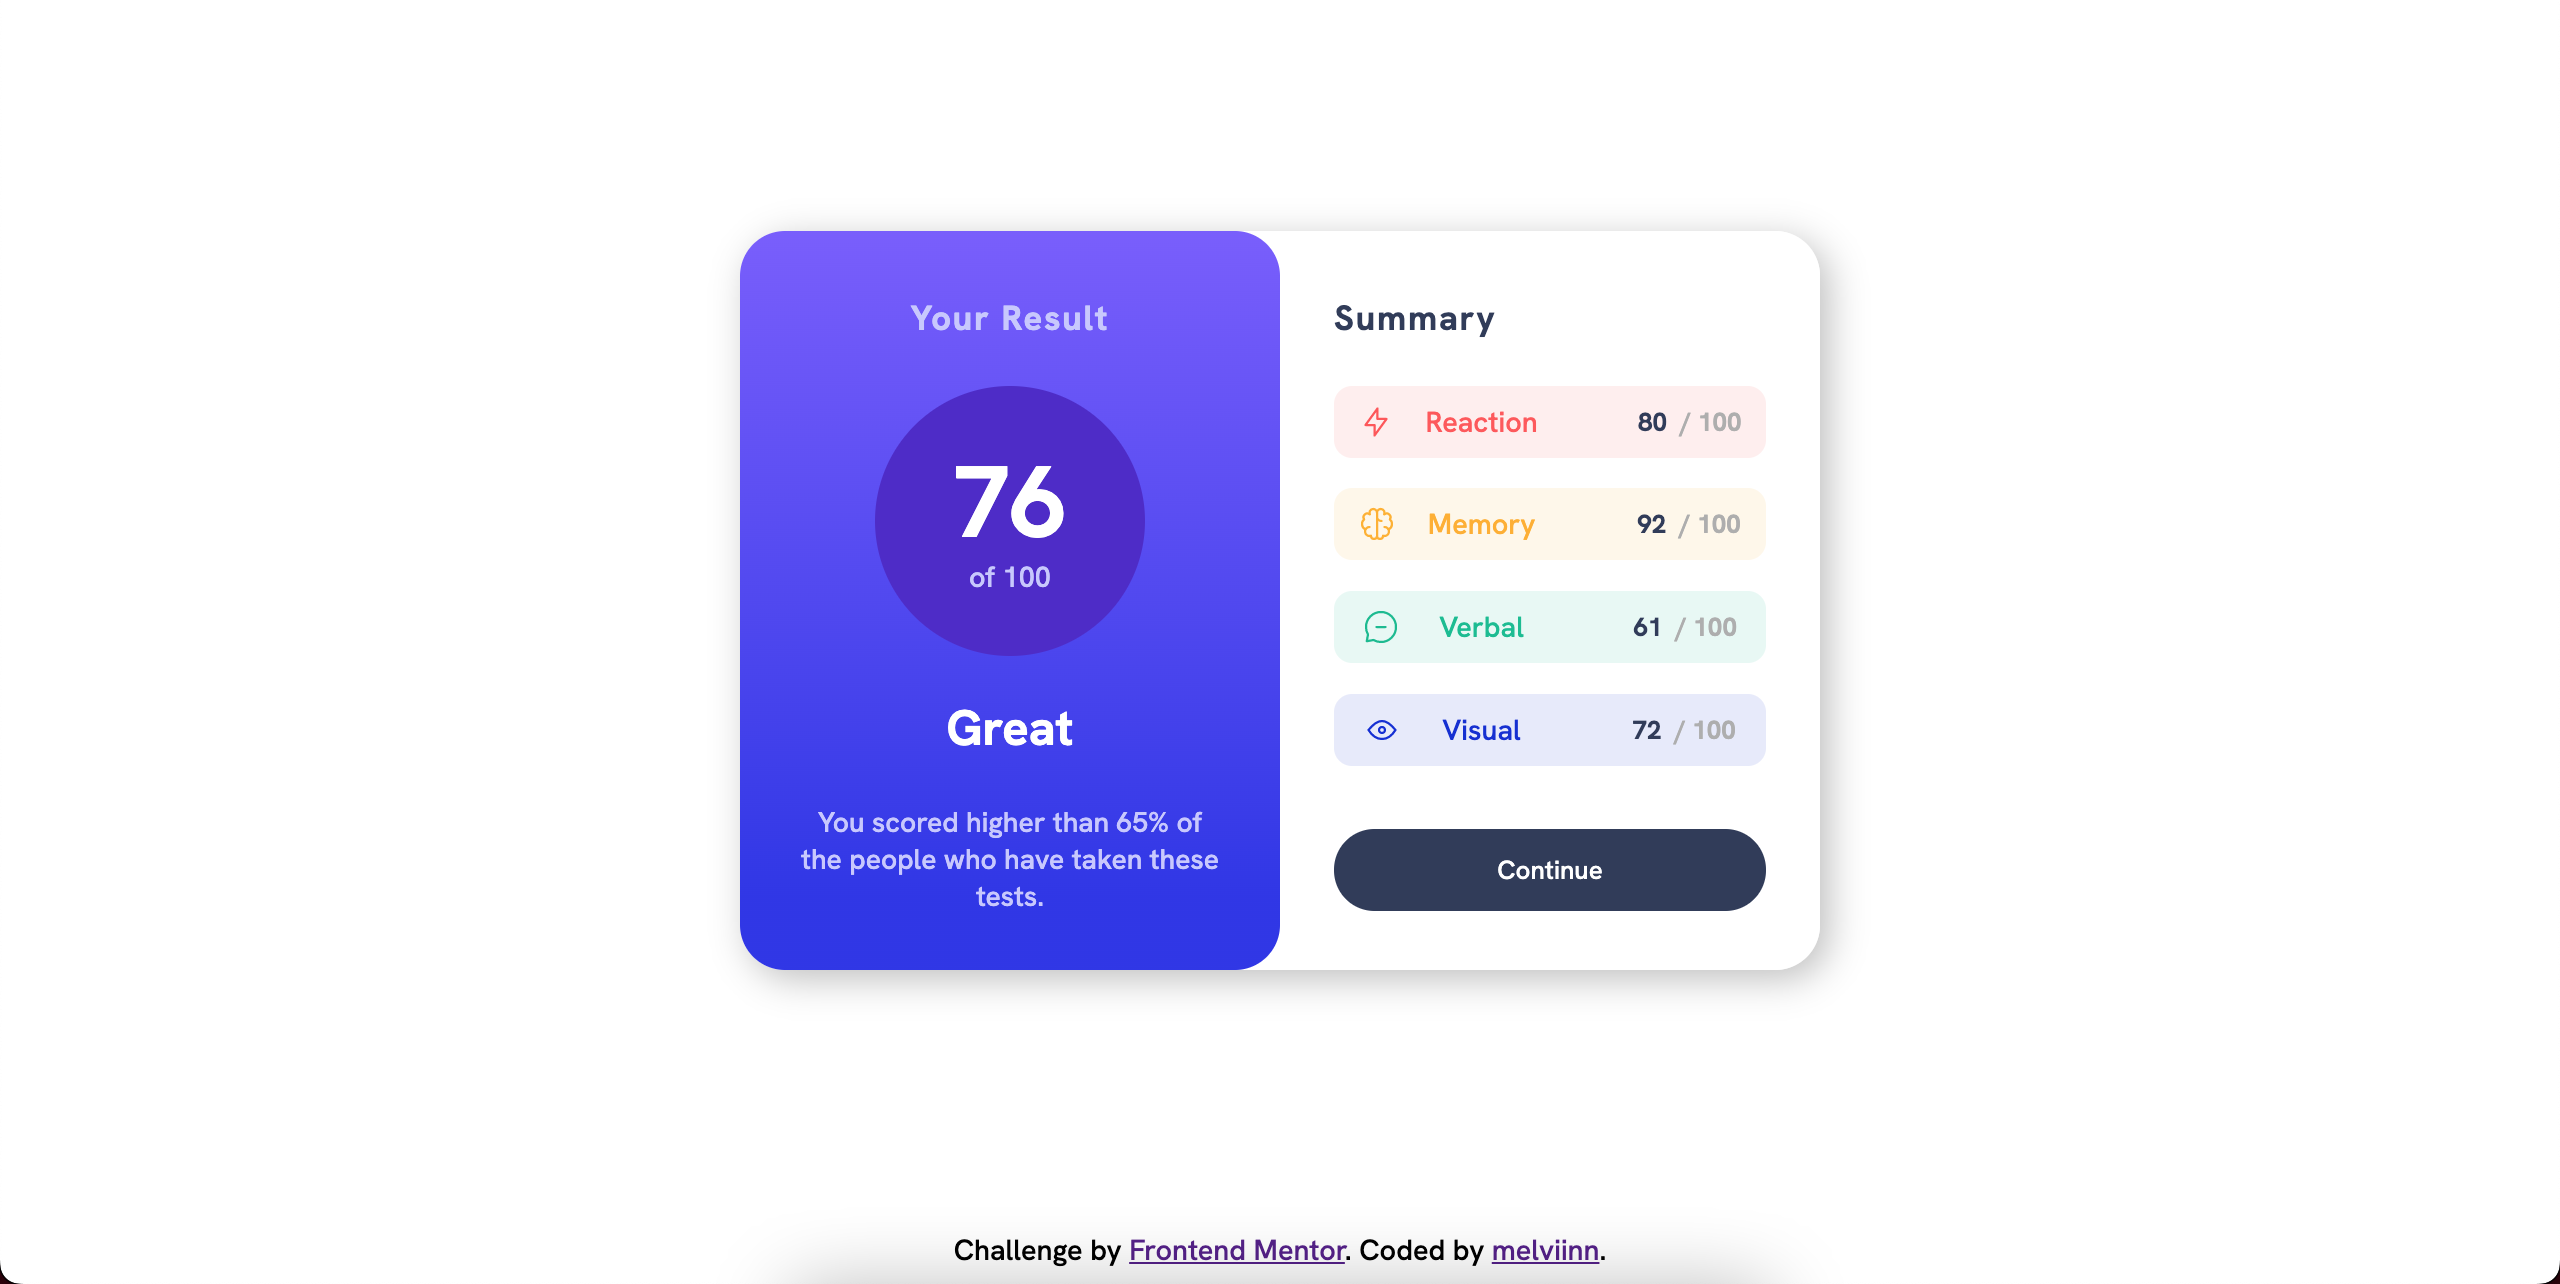 Your Result
76
of 100
Great
You scored higher than 65% of
the people who have taken these
tests.
Summary
Reaction 80 / 100
Memory 92 / 100
Verbal 61 / 100
Visual 72 / 100
Continue
Challenge by Frontend Mentor. Coded by melviinn.